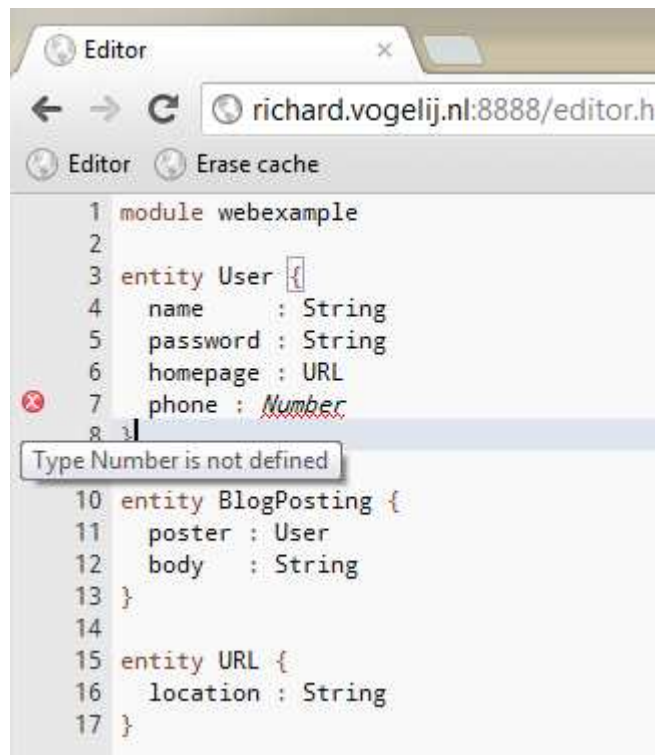 Editor
richard.vogelij.nl:8888/editor.h
Editor Erase cache
1 module webexample
2
3 entity User {
4   name     : String
5   password : String
6   homepage : URL
7   phone : Number
8 }
Type Number is not defined
10 entity BlogPosting {
11   poster : User
12   body   : String
13 }
14
15 entity URL {
16   location : String
17 }